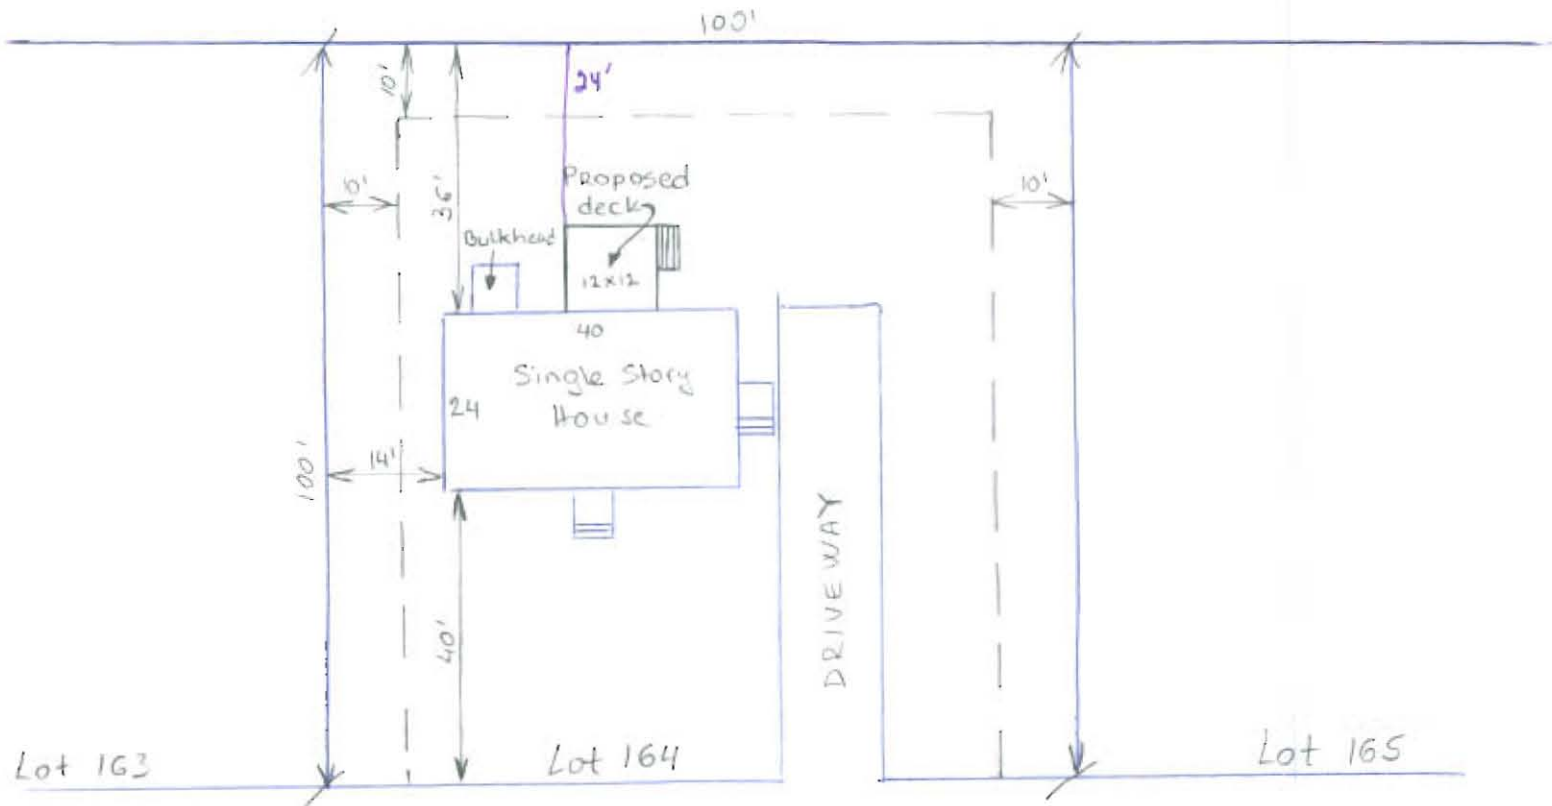 100'
24'
10'
10'
10'
36'
Proposed
deck
Bulkhead
12x12
40
Single Story
House
24
14'
100'
40'
DRIVEWAY
Lot 163
Lot 164
Lot 165